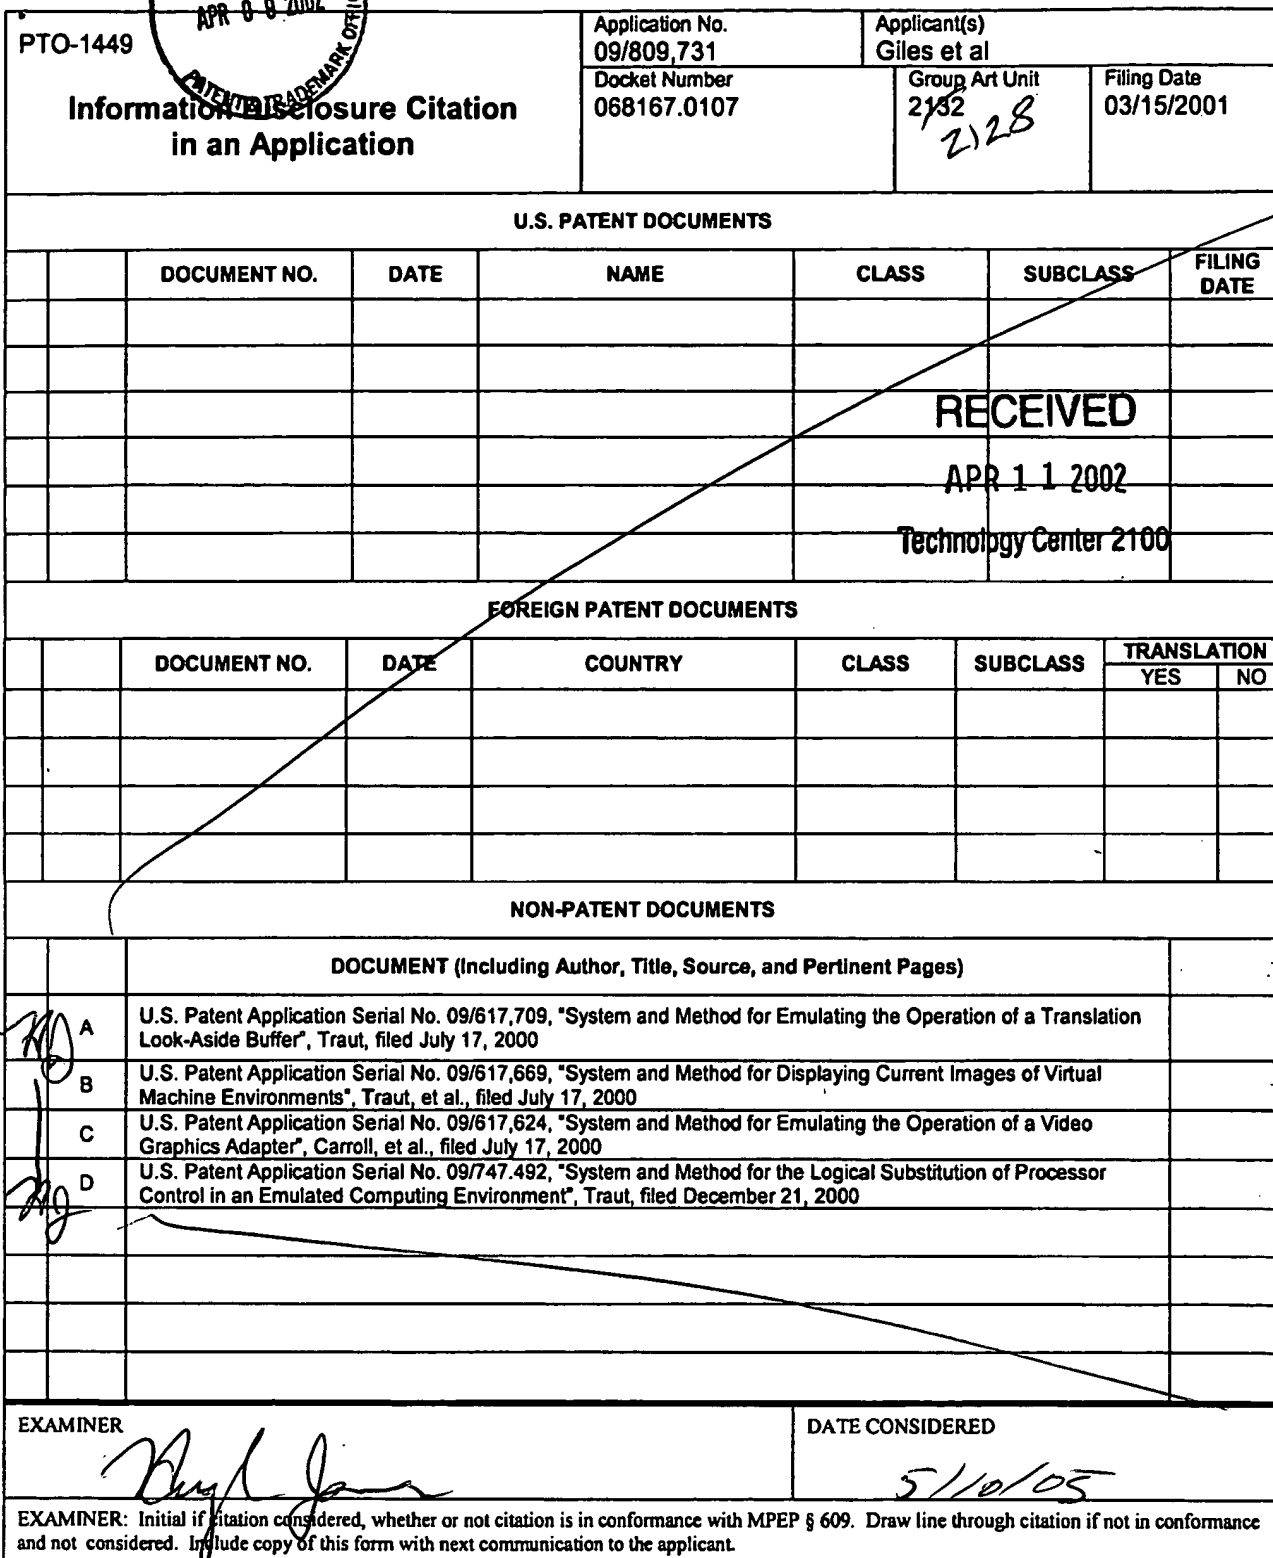 APR 0 9 2002
PATENT & TRADEMARK OFFIC
PTO-1449
Information Disclosure Citation
in an Application
Application No.
09/809,731
Applicant(s)
Giles et al
Docket Number
068167.0107
Group Art Unit
2132
2128
Filing Date
03/15/2001
U.S. PATENT DOCUMENTS
DOCUMENT NO. DATE NAME CLASS SUBCLASS FILING DATE
RECEIVED
APR 1 1 2002
Technology Center 2100
FOREIGN PATENT DOCUMENTS
DOCUMENT NO. DATE COUNTRY CLASS SUBCLASS TRANSLATION
YES NO
NON-PATENT DOCUMENTS
DOCUMENT (Including Author, Title, Source, and Pertinent Pages)
A U.S. Patent Application Serial No. 09/617,709, "System and Method for Emulating the Operation of a Translation
Look-Aside Buffer", Traut, filed July 17, 2000
B U.S. Patent Application Serial No. 09/617,669, "System and Method for Displaying Current Images of Virtual
Machine Environments", Traut, et al., filed July 17, 2000
C U.S. Patent Application Serial No. 09/617,624, "System and Method for Emulating the Operation of a Video
Graphics Adapter", Carroll, et al., filed July 17, 2000
D U.S. Patent Application Serial No. 09/747.492, "System and Method for the Logical Substitution of Processor
Control in an Emulated Computing Environment", Traut, filed December 21, 2000
EXAMINER
DATE CONSIDERED
5/10/05
EXAMINER: Initial if citation considered, whether or not citation is in conformance with MPEP § 609. Draw line through citation if not in conformance
and not considered. Include copy of this form with next communication to the applicant.